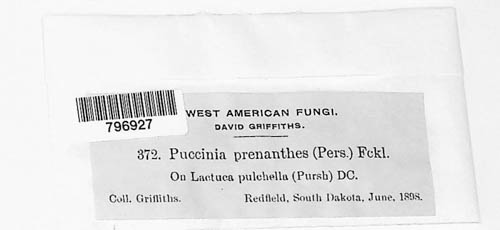 WEST AMERICAN FUNGI.
DAVID GRIFFITHS.
796927
372. Puccinia prenanthes (Pers.) Fckl.
On Lactuca pulchella (Pursh) DC.
Coll. Griffiths. Redfield, South Dakota, June, 1898.